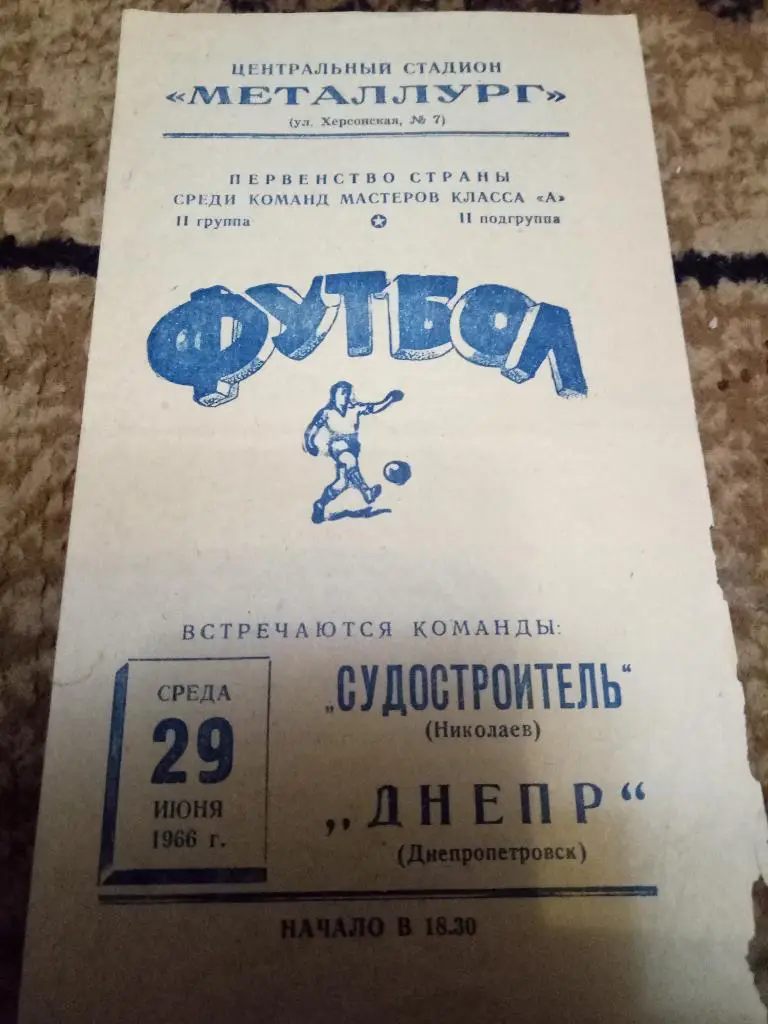 ЦЕНТРАЛЬНЫЙ СТАДИОН
«МЕТАЛЛУРГ»
(ул. Херсонская, № 7)
ПЕРВЕНСТВО СТРАНЫ
СРЕДИ КОМАНД МАСТЕРОВ КЛАССА «А»
II группа II подгруппа
ФУТБОЛ
ВСТРЕЧАЮТСЯ КОМАНДЫ:
СРЕДА
29
ИЮНЯ
1966 г.
„СУДОСТРОИТЕЛЬ“
(Николаев)
„ДНЕПР“
(Днепропетровск)
НАЧАЛО В 18.30